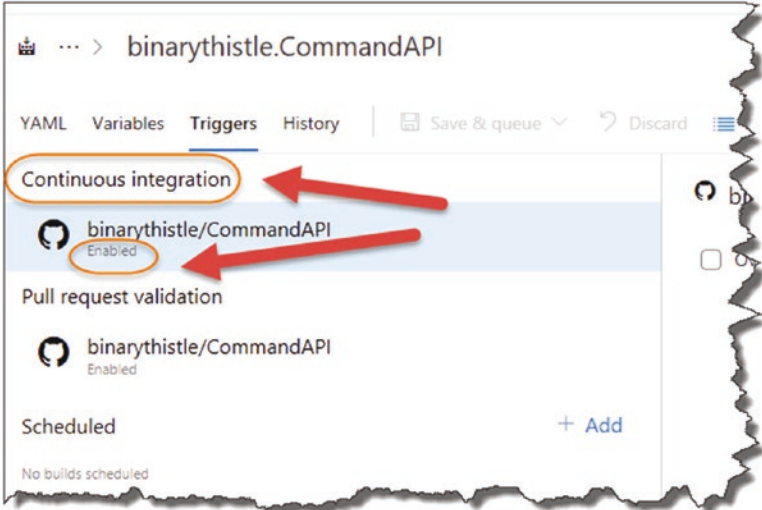 ... > binarythistle.CommandAPI
YAML Variables Triggers History Save & queue Discard
Continuous integration
binarythistle/CommandAPI
Enabled
Pull request validation
binarythistle/CommandAPI
Enabled
Scheduled + Add
No builds scheduled